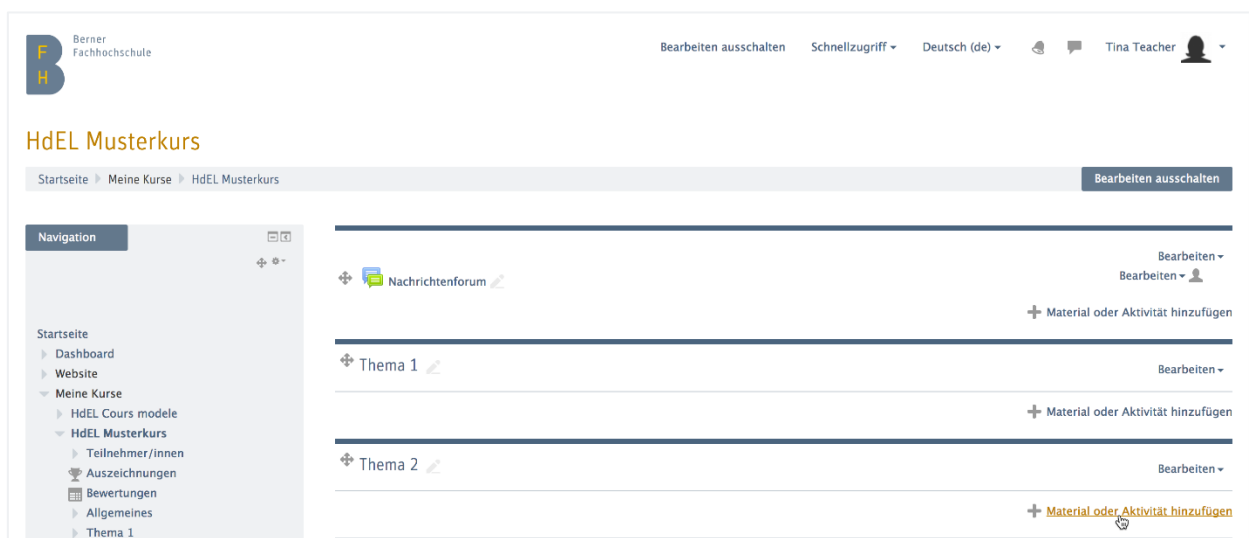 Berner
Fachhochschule
F
H
Bearbeiten ausschalten Schnellzugriff Deutsch (de) Tina Teacher
HdEL Musterkurs
Startseite Meine Kurse HdEL Musterkurs Bearbeiten ausschalten
Navigation
Bearbeiten
Nachrichtenforum
Bearbeiten
Material oder Aktivität hinzufügen
Thema 1
Bearbeiten
Material oder Aktivität hinzufügen
Thema 2
Bearbeiten
Material oder Aktivität hinzufügen
Startseite
Dashboard
Website
Meine Kurse
HdEL Cours modele
HdEL Musterkurs
Teilnehmer/innen
Auszeichnungen
Bewertungen
Allgemeines
Thema 1